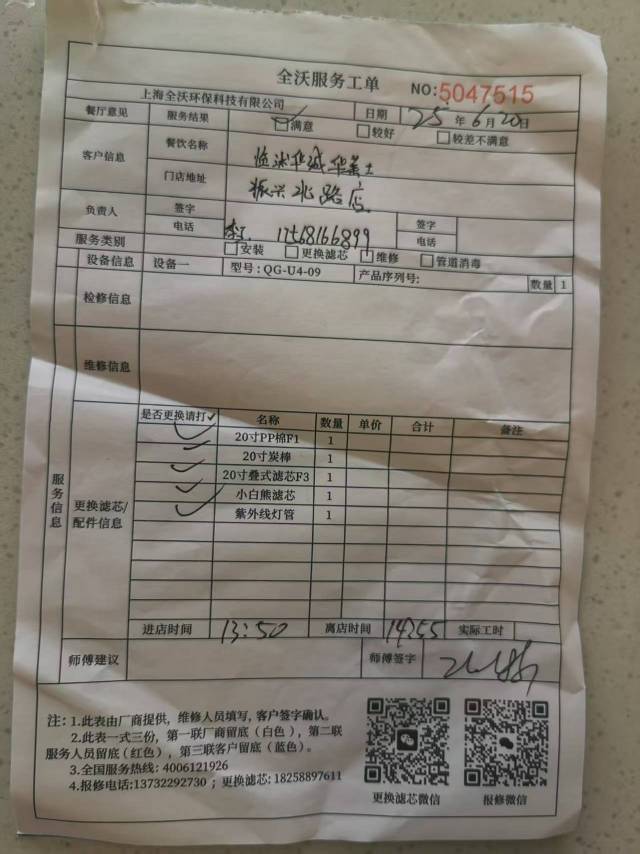 全沃服务工单 NO:5047515
上海全沃环保科技有限公司 日期 25 年 6 月 20 日
餐厅意见 服务结果 ☑满意 □较好 □较差不满意
客户信息 餐饮名称
门店地址 振兴北路店
负责人 签字 签字
电话 17568166899 电话
服务类别 □安装 □更换滤芯 □维修 □管道消毒
设备信息 设备一 型号:QG-U4-09 产品序列号: 数量 1
检修信息
维修信息
服务信息
更换滤芯/配件信息
是否更换请打✓ 名称 数量 单价 合计 备注
✓ 20寸PP棉F1 1
✓ 20寸炭棒 1
✓ 20寸叠式滤芯F3 1
✓ 小白熊滤芯 1
✓ 紫外线灯管 1
进店时间 13:50 离店时间 14:55 实际工时
师傅建议 师傅签字
注: 1.此表由厂商提供，维修人员填写,客户签字确认。
2.此表一式三份，第一联厂商留底(白色)，第二联
服务人员留底(红色)，第三联客户留底（蓝色）。
3.全国服务热线: 4006121926
4.报修电话:13732292730 ；更换滤芯: 18258897611
更换滤芯微信 报修微信